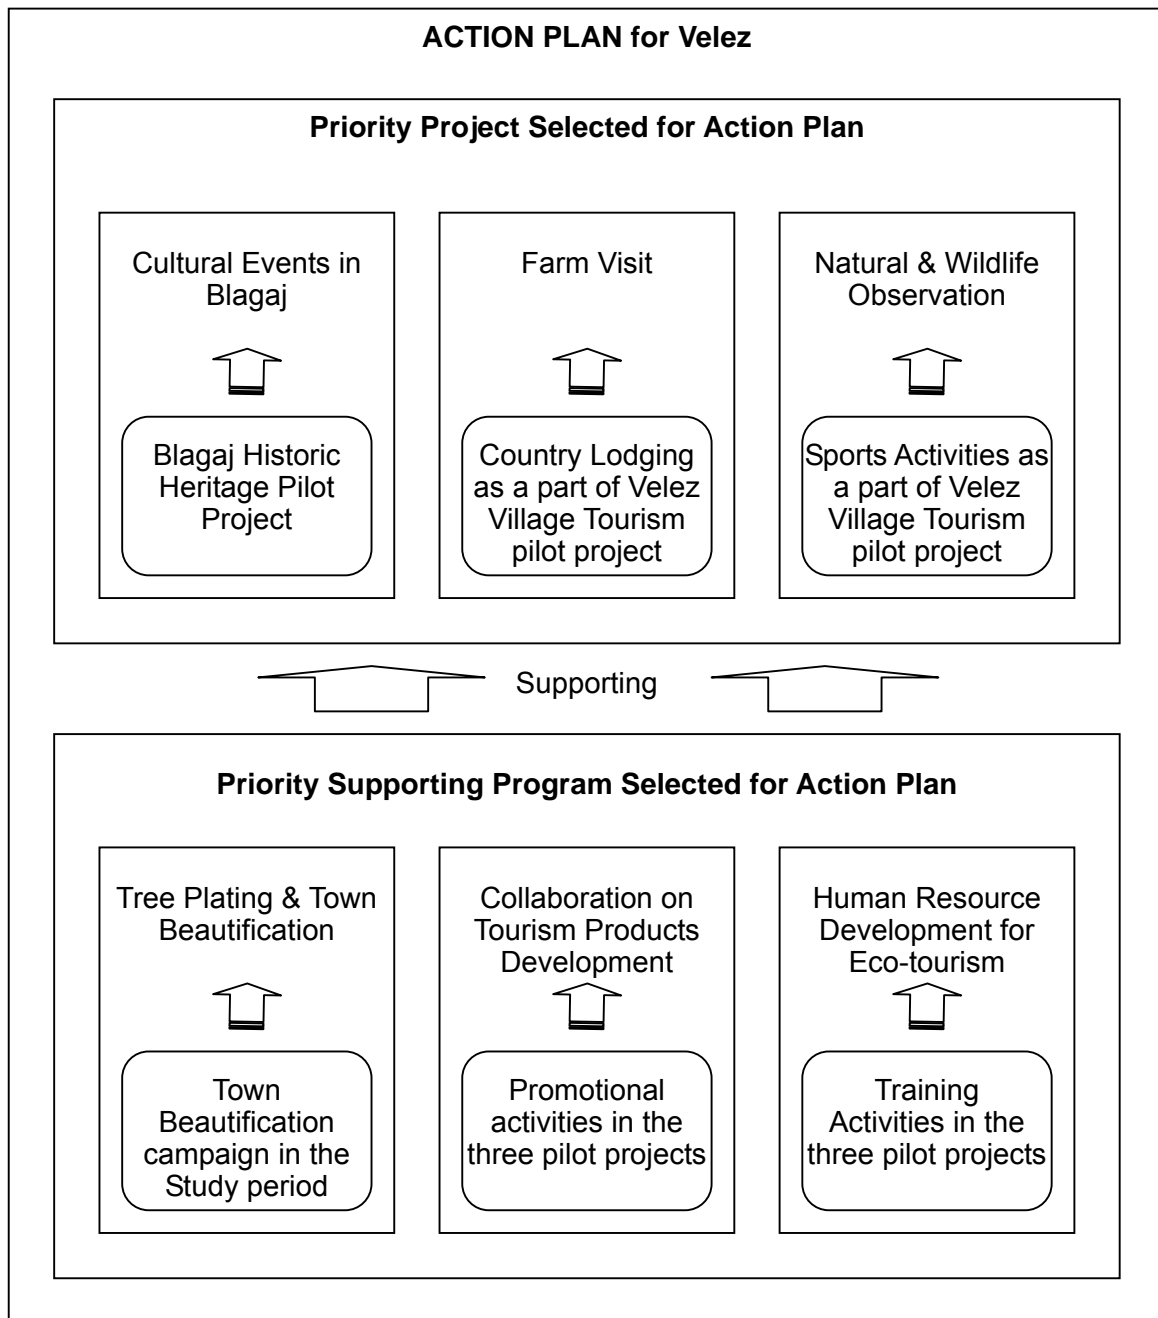 ACTION PLAN for Velez
Priority Project Selected for Action Plan
Cultural Events in
Blagaj
Blagaj Historic
Heritage Pilot
Project
Farm Visit
Country Lodging
as a part of Velez
Village Tourism
pilot project
Natural & Wildlife
Observation
Sports Activities as
a part of Velez
Village Tourism
pilot project
Supporting
Priority Supporting Program Selected for Action Plan
Tree Plating & Town
Beautification
Town
Beautification
campaign in the
Study period
Collaboration on
Tourism Products
Development
Promotional
activities in the
three pilot projects
Human Resource
Development for
Eco-tourism
Training
Activities in the
three pilot projects